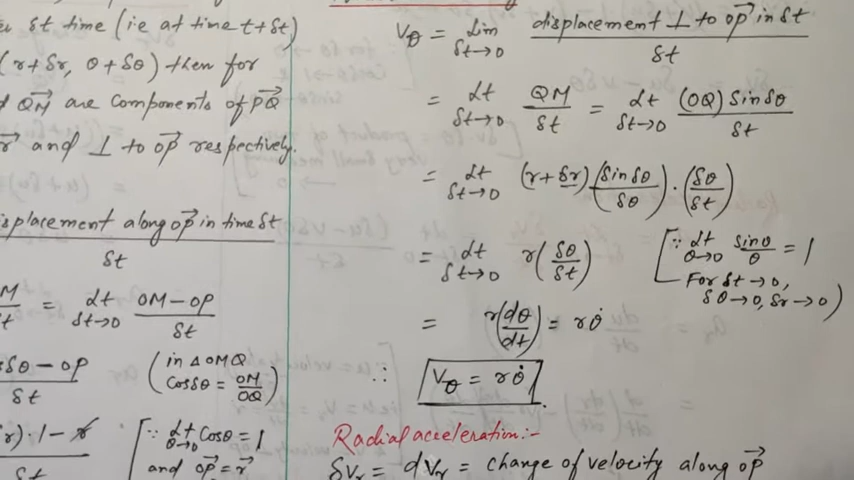 δt time (ie at time t+δt)
(r+δr, θ+δθ) then for
QM⃗ are components of PQ⃗
r⃗ and ⊥ to OP⃗ respectively.
displacement along OP⃗ in time δt
δt
M/t = Lt δt→0 (OM-OP)/δt
δθ - OP
δt
(in Δ OMQ
Cosδθ = OM/OQ)
r)·1-r
δt
[∵ Lt θ→0 Cosθ = 1
and OP⃗ = r⃗
Vθ = Lim δt→0 (displacement ⊥ to OP⃗ in δt)/δt
= Lt δt→0 QM/δt = Lt δt→0 (OQ) Sinδθ/δt
= Lt δt→0 (r+δr) (Sinδθ/δθ)·(δθ/δt)
= Lt δt→0 r(δθ/δt)
[∵ Lt θ→0 Sinθ/θ = 1
For δt→0,
δθ→0, δr→0)
= r(dθ/dt) = rθ̇
∴ Vθ = rθ̇
Radial acceleration:-
δVr = dVr = change of velocity along OP⃗